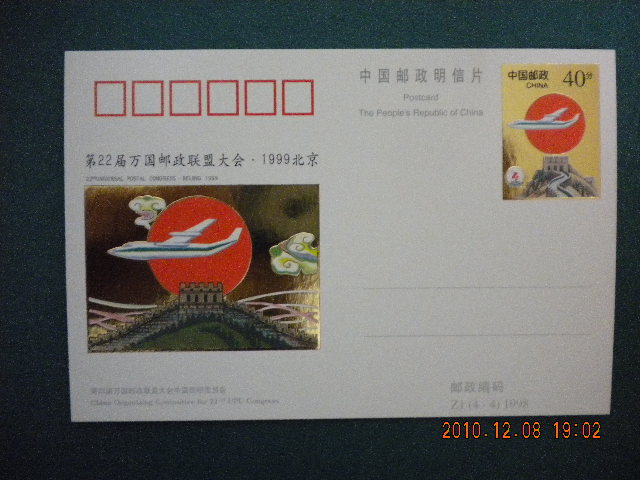 中国邮政明信片
Postcard
The People's Republic of China
中国邮政 40分
CHINA
第22届万国邮政联盟大会·1999北京
22ND UNIVERSAL POSTAL CONGRESS · BEIJING 1999
China Organizing Committee for 22nd UPU Congress
邮政编码
(4-4) 1998
2010.12.08 19:02